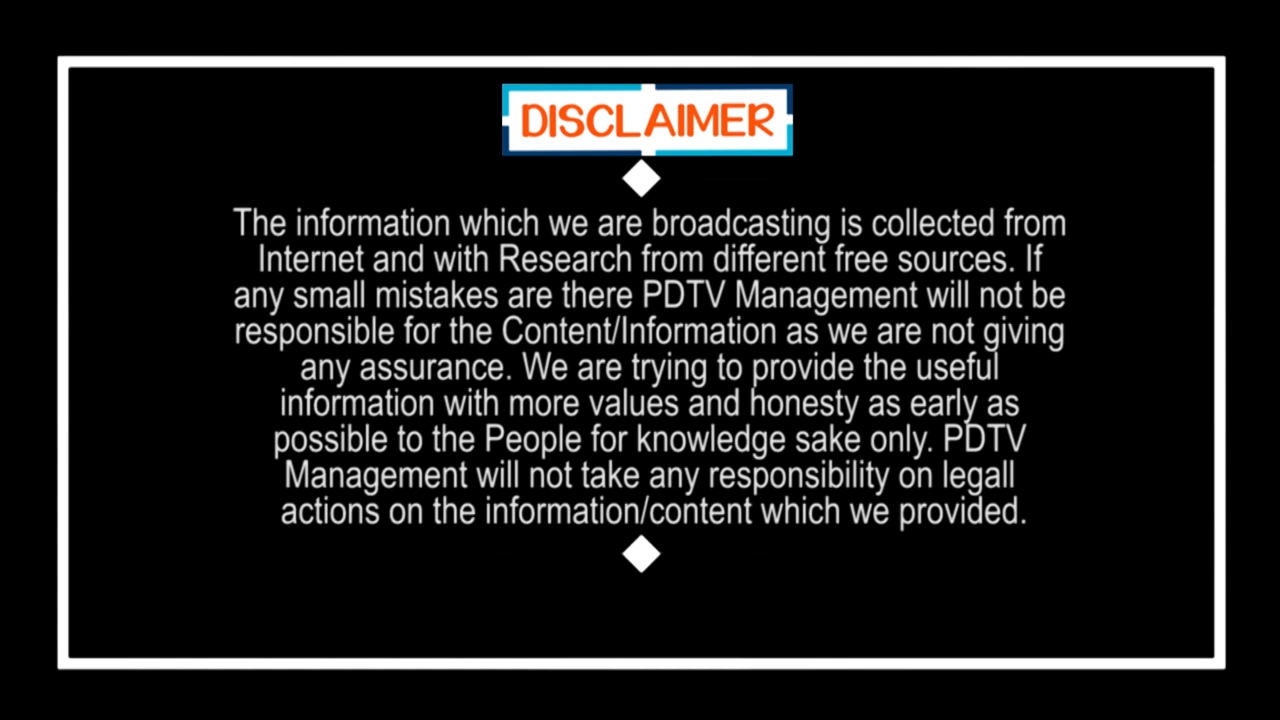 DISCLAIMER
The information which we are broadcasting is collected from
Internet and with Research from different free sources. If
any small mistakes are there PDTV Management will not be
responsible for the Content/Information as we are not giving
any assurance. We are trying to provide the useful
information with more values and honesty as early as
possible to the People for knowledge sake only. PDTV
Management will not take any responsibility on legall
actions on the information/content which we provided.